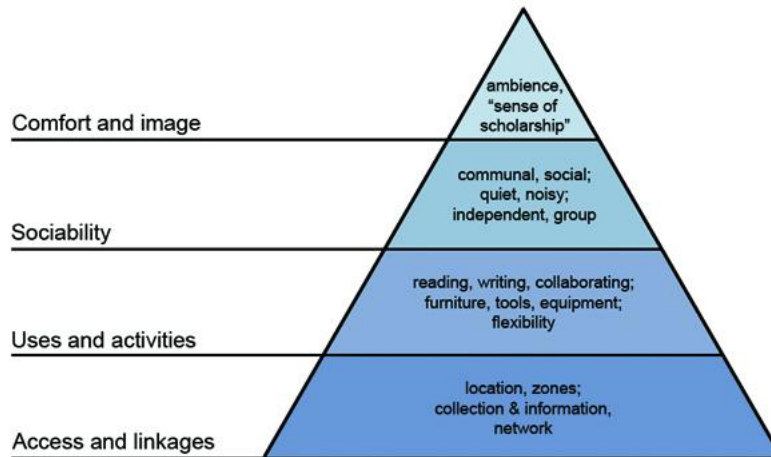 ambience,
“sense of
scholarship”
Comfort and image
communal, social;
quiet, noisy;
independent, group
Sociability
reading, writing, collaborating;
furniture, tools, equipment;
flexibility
Uses and activities
location, zones;
collection & information,
network
Access and linkages